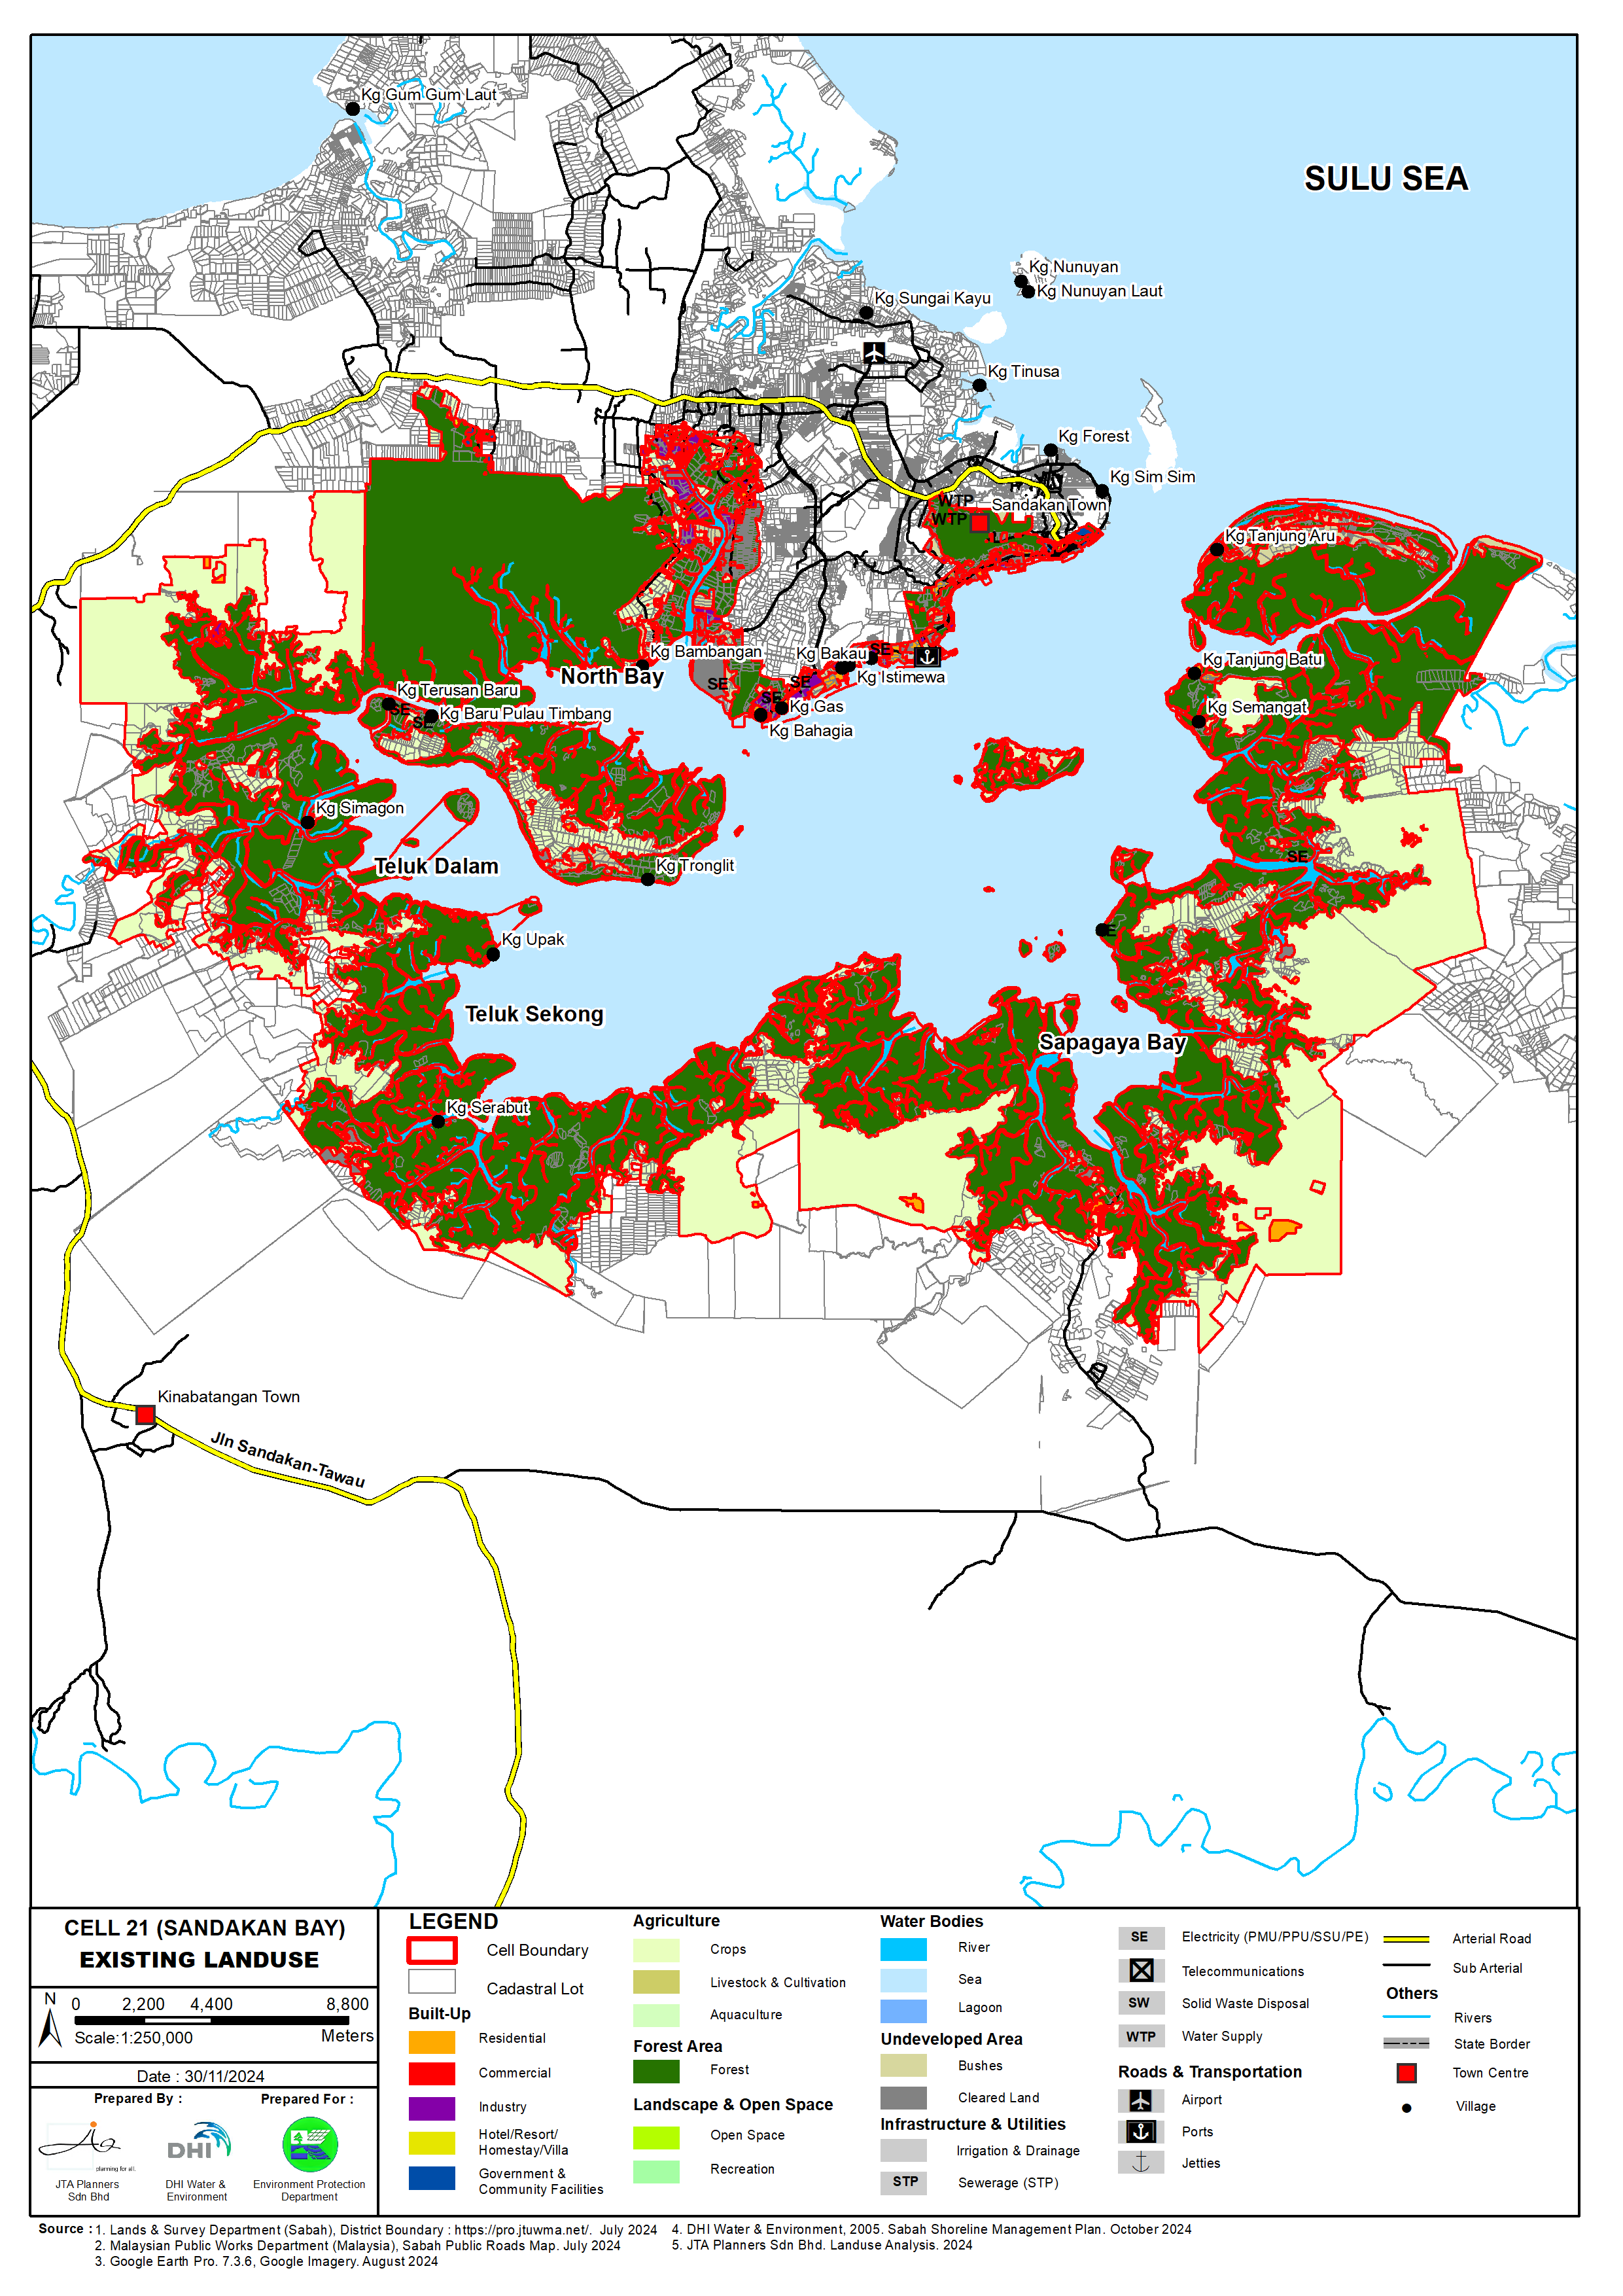 Kg Gum Gum Laut
SULU SEA
Kg Nunuyan
Kg Nunuyan Laut
Kg Sungai Kayu
Kg Tinusa
Kg Forest
Kg Sim Sim
WTP
Sandakan Town
WTP
Kg Tanjung Aru
Kg Bambangan
Kg Bakau
SE
North Bay
Kg Istimewa
Kg Tanjung Batu
SE
SE
Kg Terusan Baru
SE
SE
Kg Gas
Kg Semangat
SE
Kg Baru Pulau Timbang
Kg Bahagia
Kg Simagon
Teluk Dalam
Kg Tronglit
SE
Kg Upak
Teluk Sekong
Sapagaya Bay
Kg Serabut
Kinabatangan Town
Jln Sandakan-Tawau
CELL 21 (SANDAKAN BAY)
EXISTING LANDUSE
N
0 2,200 4,400 8,800
Scale:1:250,000 Meters
Date : 30/11/2024
Prepared By : Prepared For :
planning for all.
DHI
JTA Planners
Sdn Bhd
DHI Water &
Environment
Environment Protection
Department
LEGEND
Cell Boundary
Cadastral Lot
Built-Up
Residential
Commercial
Industry
Hotel/Resort/
Homestay/Villa
Government &
Community Facilities
Agriculture
Crops
Livestock & Cultivation
Aquaculture
Forest Area
Forest
Landscape & Open Space
Open Space
Recreation
Water Bodies
River
Sea
Lagoon
Undeveloped Area
Bushes
Cleared Land
Infrastructure & Utilities
Irrigation & Drainage
STP Sewerage (STP)
SE Electricity (PMU/PPU/SSU/PE)
Telecommunications
SW Solid Waste Disposal
WTP Water Supply
Roads & Transportation
Airport
Ports
Jetties
Arterial Road
Sub Arterial
Others
Rivers
State Border
Town Centre
Village
Source : 1. Lands & Survey Department (Sabah), District Boundary : https://pro.jtuwma.net/. July 2024
2. Malaysian Public Works Department (Malaysia), Sabah Public Roads Map. July 2024
3. Google Earth Pro. 7.3.6, Google Imagery. August 2024
4. DHI Water & Environment, 2005. Sabah Shoreline Management Plan. October 2024
5. JTA Planners Sdn Bhd. Landuse Analysis. 2024